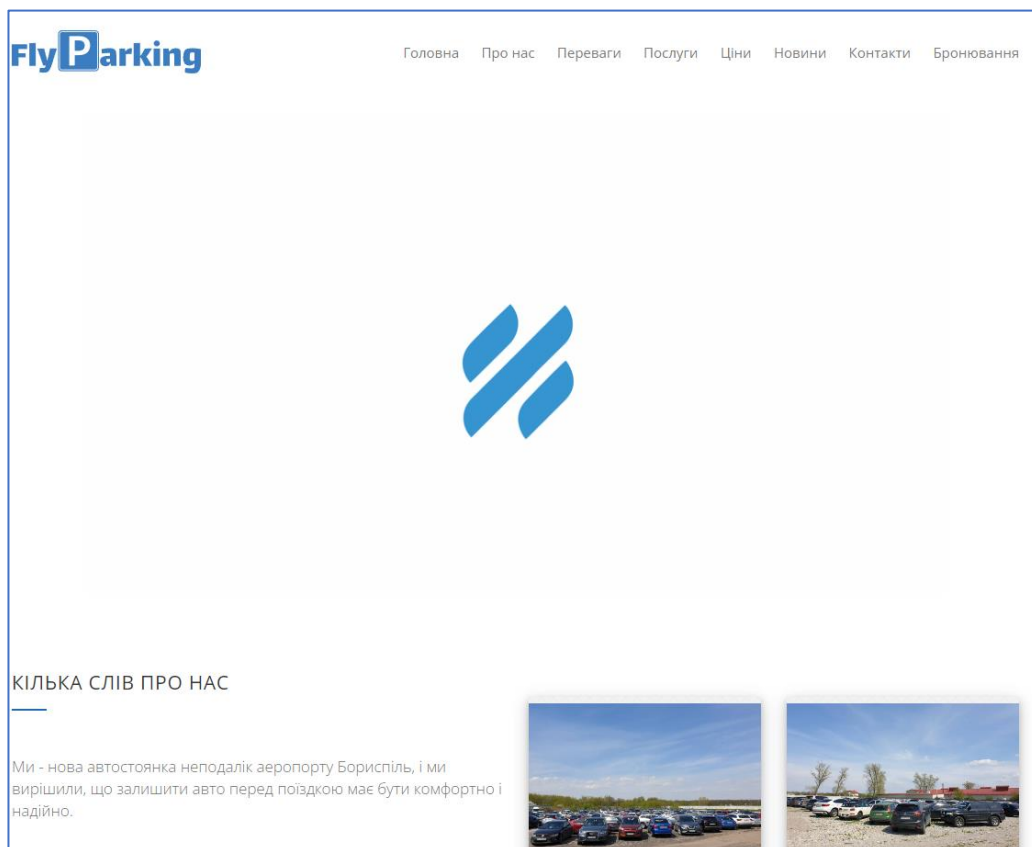 FlyParking
Головна Про нас Переваги Послуги Ціни Новини Контакти Бронювання
КІЛЬКА СЛІВ ПРО НАС
Ми - нова автостоянка неподалік аеропорту Бориспіль, і ми
вирішили, що залишити авто перед поїздкою має бути комфортно і
надійно.